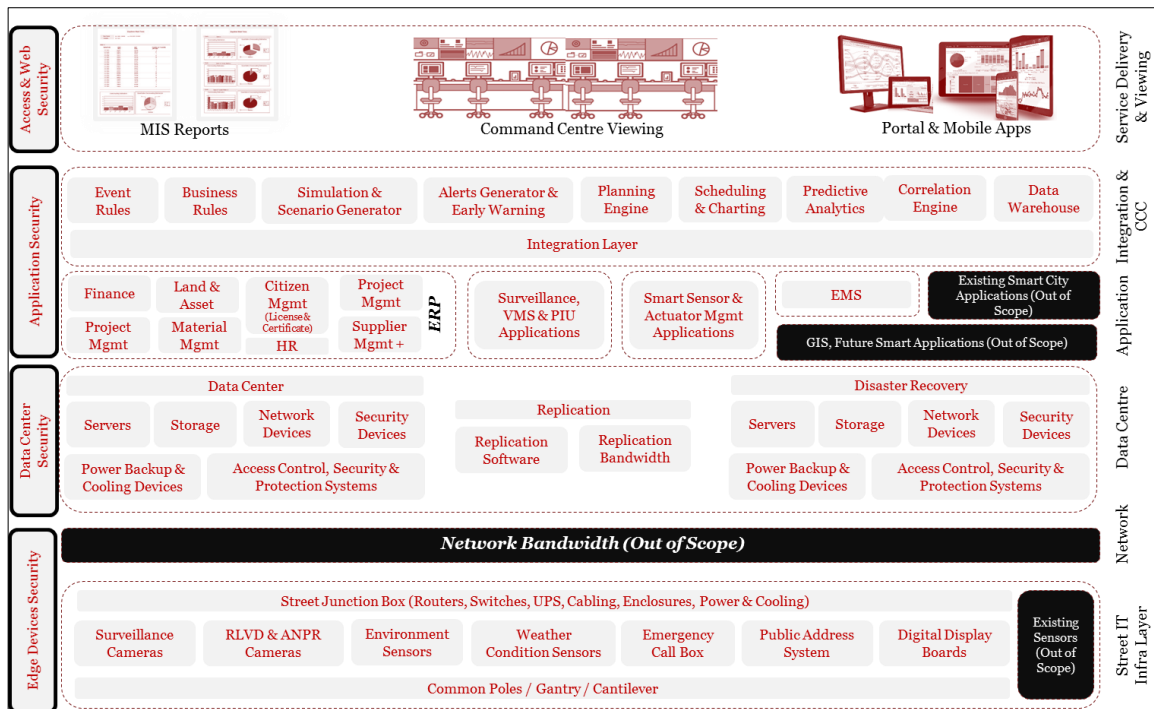 Access & Web
Security
MIS Reports
Command Centre Viewing
Portal & Mobile Apps
Service Delivery
& Viewing
Application Security
Event
Rules
Business
Rules
Simulation &
Scenario Generator
Alerts Generator &
Early Warning
Planning
Engine
Scheduling
& Charting
Predictive
Analytics
Correlation
Engine
Data
Warehouse
Integration Layer
Integration &
CCC
Finance
Land &
Asset
Citizen
Mgmt
(License &
Certificate)
Project
Mgmt
Project
Mgmt
Material
Mgmt
HR
Supplier
Mgmt +
ERP
Surveillance,
VMS & PIU
Applications
Smart Sensor &
Actuator Mgmt
Applications
EMS
Existing Smart City
Applications (Out of
Scope)
GIS, Future Smart Applications (Out of Scope)
Application
Data Center
Security
Data Center
Servers
Storage
Network
Devices
Security
Devices
Power Backup &
Cooling Devices
Access Control, Security &
Protection Systems
Replication
Replication
Software
Replication
Bandwidth
Disaster Recovery
Servers
Storage
Network
Devices
Security
Devices
Power Backup &
Cooling Devices
Access Control, Security &
Protection Systems
Data Centre
Edge Devices Security
Network Bandwidth (Out of Scope)
Network
Street Junction Box (Routers, Switches, UPS, Cabling, Enclosures, Power & Cooling)
Surveillance
Cameras
RLVD & ANPR
Cameras
Environment
Sensors
Weather
Condition Sensors
Emergency
Call Box
Public Address
System
Digital Display
Boards
Common Poles / Gantry / Cantilever
Existing
Sensors
(Out of
Scope)
Street IT
Infra Layer